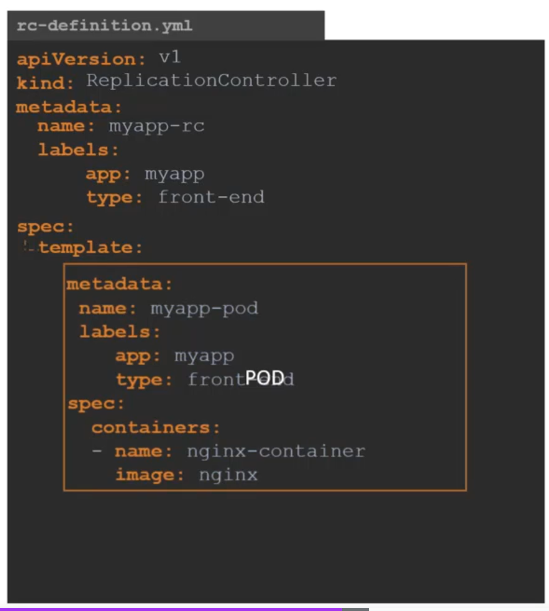 rc-definition.yml
apiVersion: v1
kind: ReplicationController
metadata:
  name: myapp-rc
  labels:
      app: myapp
      type: front-end
spec:
  template:
    metadata:
     name: myapp-pod
     labels:
        app: myapp
        type: front-end
    POD
    spec:
      containers:
      - name: nginx-container
        image: nginx